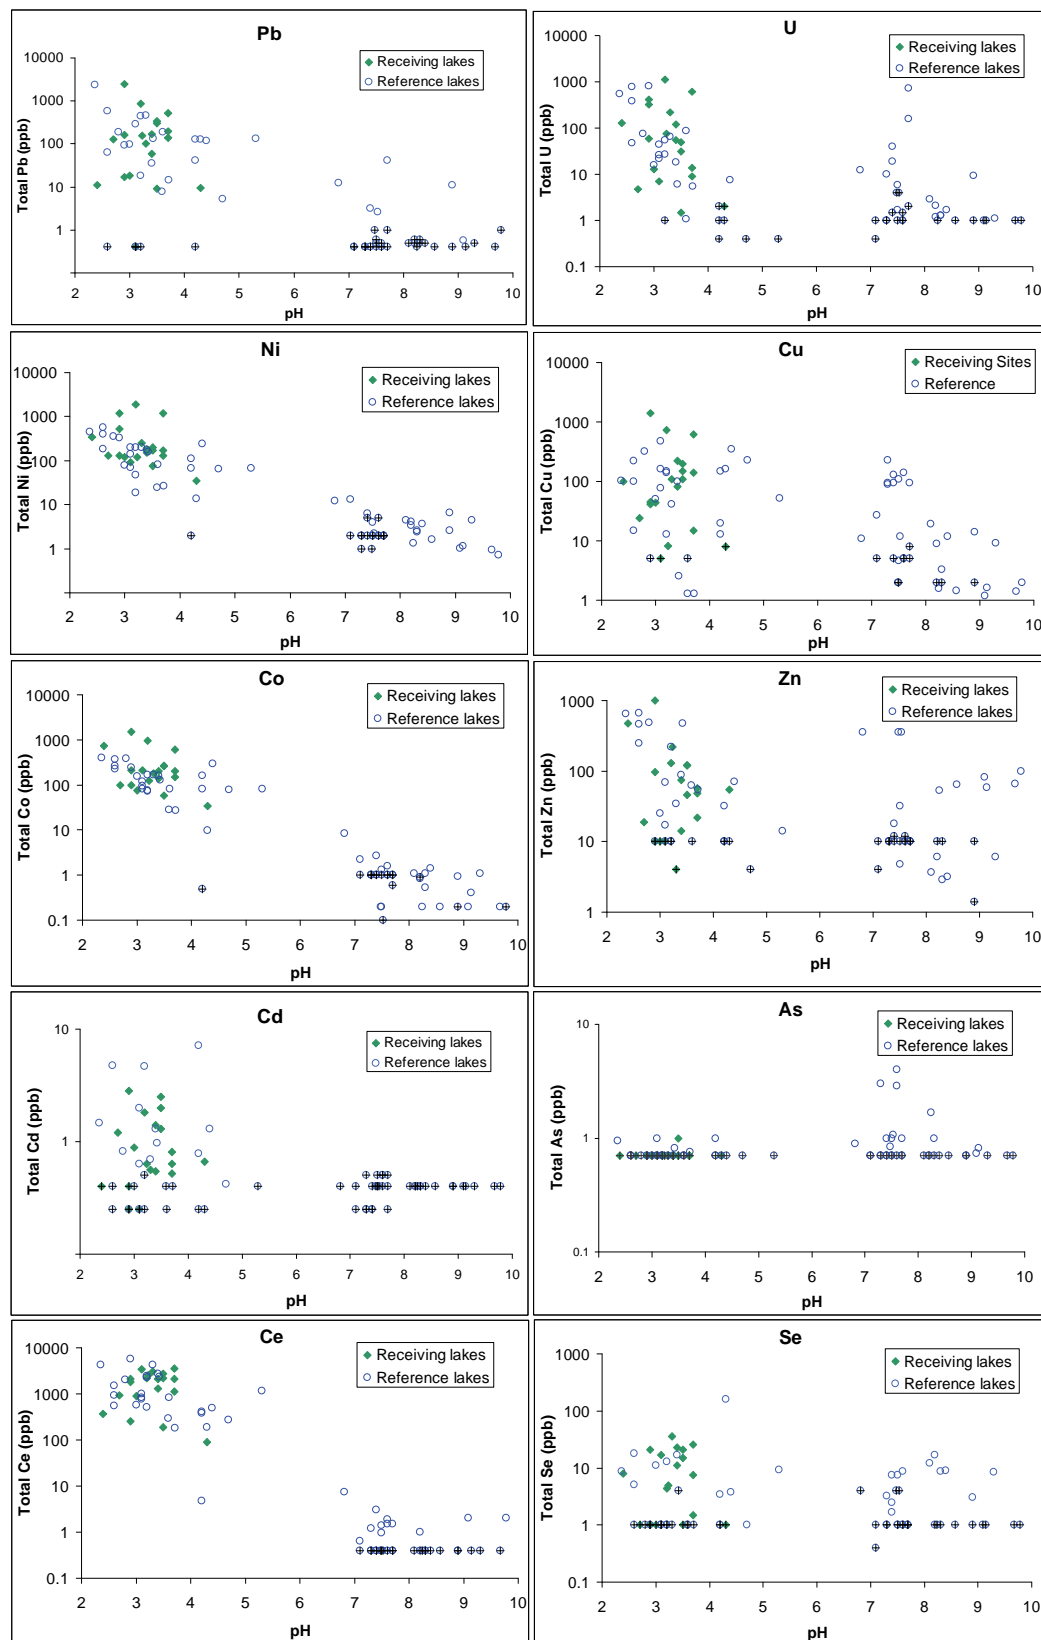 Pb
Receiving lakes
Reference lakes
Total Pb (ppb)
10000
1000
100
10
1
2 3 4 5 6 7 8 9 10
pH
U
Receiving lakes
Reference lakes
Total U (ppb)
10000
1000
100
10
1
0.1
2 3 4 5 6 7 8 9 10
pH
Ni
Receiving lakes
Reference lakes
Total Ni (ppb)
10000
1000
100
10
1
2 3 4 5 6 7 8 9 10
pH
Cu
Receiving Sites
Reference
Total Cu (ppb)
10000
1000
100
10
1
2 3 4 5 6 7 8 9 10
pH
Co
Receiving lakes
Reference lakes
Total Co (ppb)
10000
1000
100
10
1
0.1
2 3 4 5 6 7 8 9 10
pH
Zn
Receiving lakes
Reference lakes
Total Zn (ppb)
1000
100
10
1
2 3 4 5 6 7 8 9 10
pH
Cd
Receiving lakes
Reference lakes
Total Cd (ppb)
10
1
2 3 4 5 6 7 8 9 10
pH
As
Receiving lakes
Reference lakes
Total As (ppb)
10
1
0.1
2 3 4 5 6 7 8 9 10
pH
Ce
Receiving lakes
Reference lakes
Total Ce (ppb)
10000
1000
100
10
1
0.1
2 3 4 5 6 7 8 9 10
pH
Se
Receiving lakes
Reference lakes
Total Se (ppb)
1000
100
10
1
0.1
2 3 4 5 6 7 8 9 10
pH